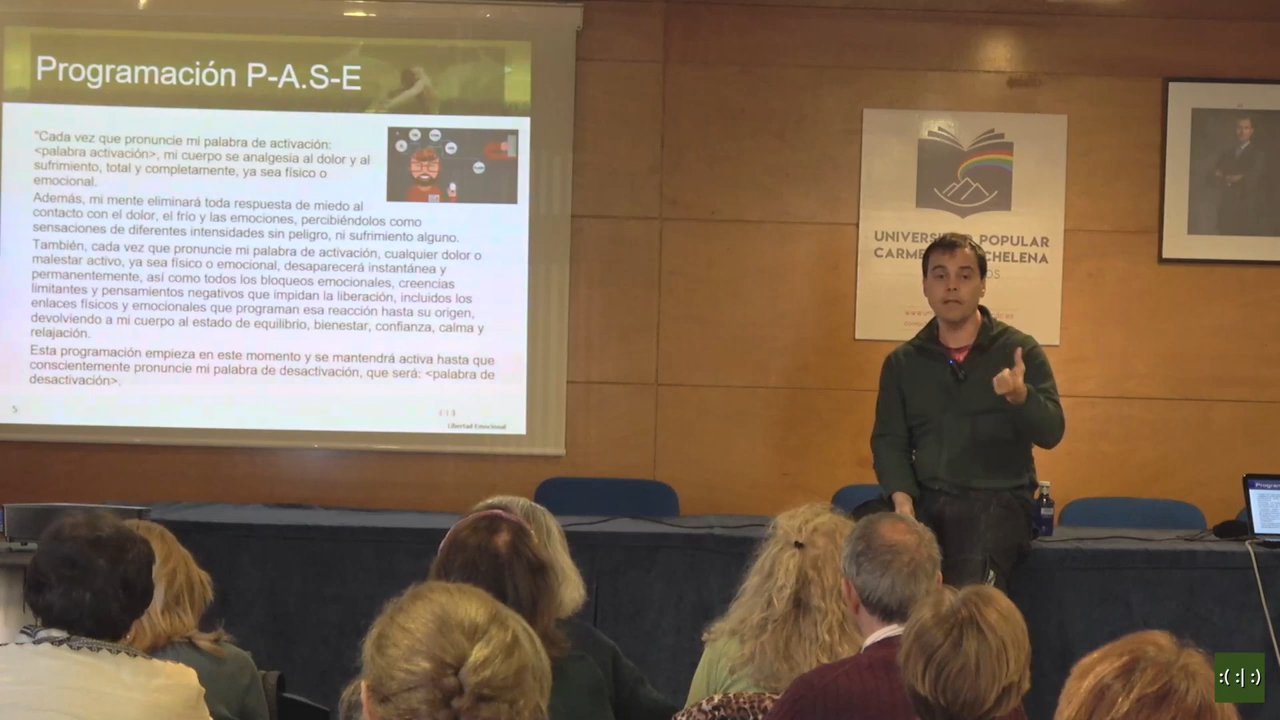 Programación P-A.S-E
"Cada vez que pronuncie mi palabra de activación:
<palabra activación>, mi cuerpo se analgesia al dolor y al
sufrimiento, total y completamente, ya sea físico o
emocional.
Además, mi mente eliminará toda respuesta de miedo al
contacto con el dolor, el frío y las emociones, percibiéndolos como
sensaciones de diferentes intensidades sin peligro, ni sufrimiento alguno.
También, cada vez que pronuncie mi palabra de activación, cualquier dolor o
malestar activo, ya sea físico o emocional, desaparecerá instantánea y
permanentemente, así como todos los bloqueos emocionales, creencias
limitantes y pensamientos negativos que impidan la liberación, incluidos los
enlaces físicos y emocionales que programan esa reacción hasta su origen,
devolviendo a mi cuerpo al estado de equilibrio, bienestar, confianza, calma y
relajación.
Esta programación empieza en este momento y se mantendrá activa hasta que
conscientemente pronuncie mi palabra de desactivación, que será: <palabra de
desactivación>.
5
Libertad Emocional
UNIVERSI POPULAR
CARME CHELENA
OS
:( :|:)